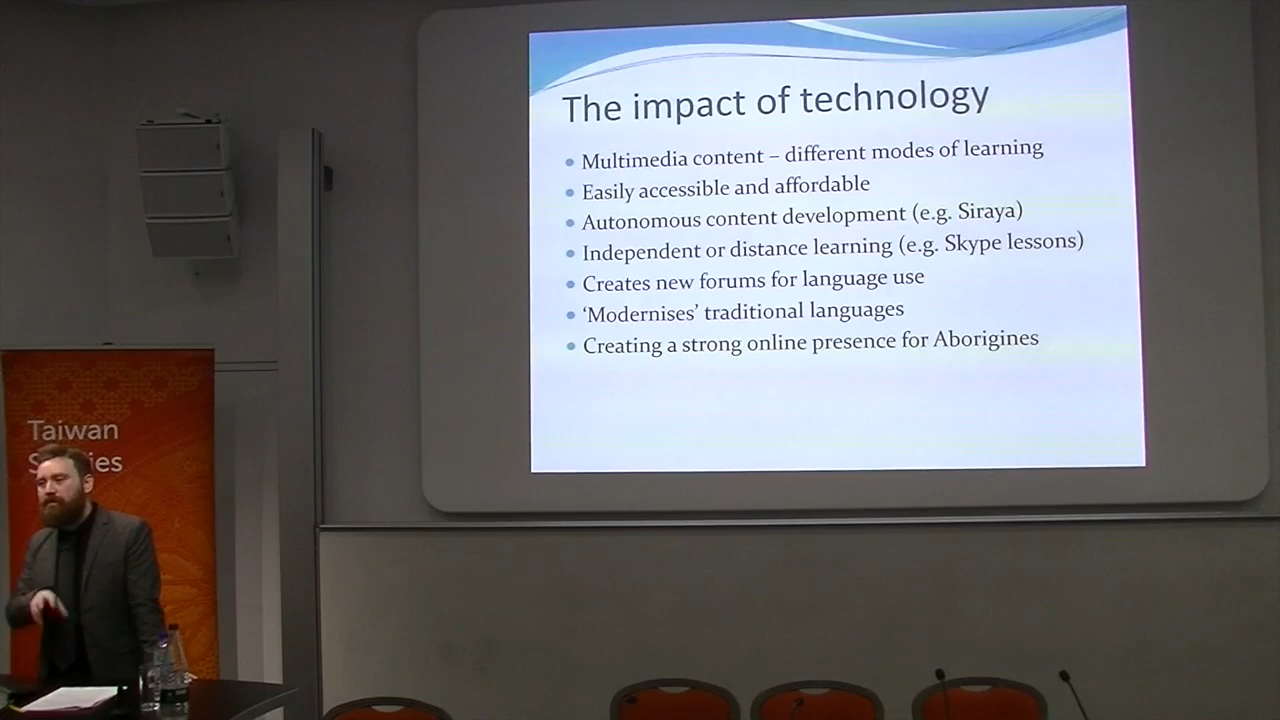 The impact of technology
• Multimedia content – different modes of learning
• Easily accessible and affordable
• Autonomous content development (e.g. Siraya)
• Independent or distance learning (e.g. Skype lessons)
• Creates new forums for language use
• ‘Modernises’ traditional languages
• Creating a strong online presence for Aborigines
Taiwan